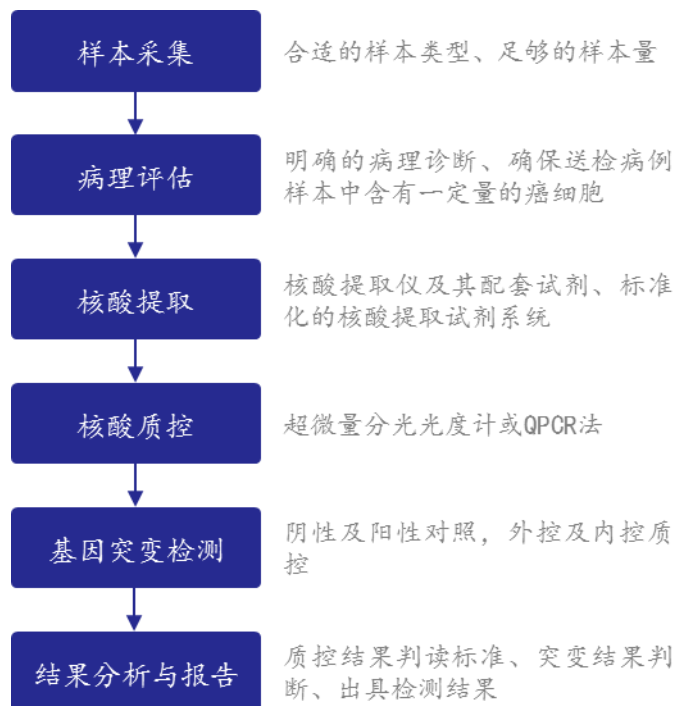 样本采集
合适的样本类型、足够的样本量
病理评估
明确的病理诊断、确保送检病例
样本中含有一定量的癌细胞
核酸提取
核酸提取仪及其配套试剂、标准
化的核酸提取试剂系统
核酸质控
超微量分光光度计或QPCR法
基因突变检测
阴性及阳性对照，外控及内控质
控
结果分析与报告
质控结果判读标准、突变结果判
断、出具检测结果